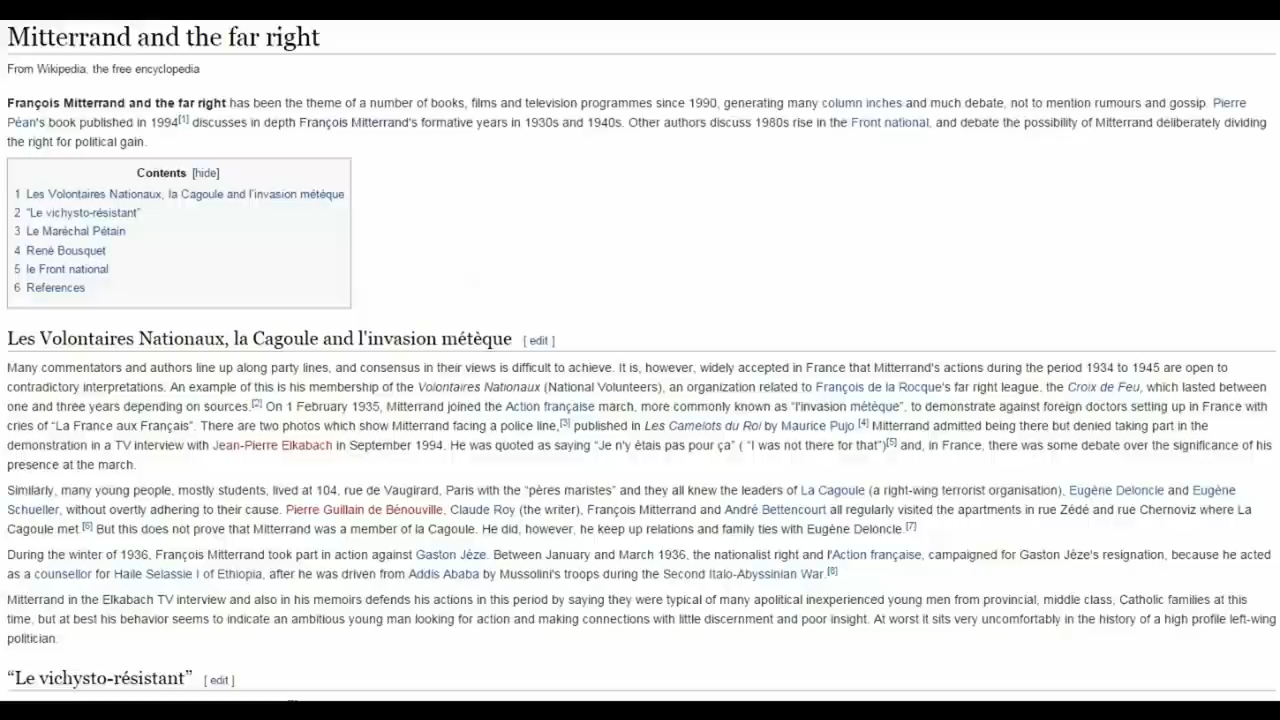 Mitterrand and the far right
From Wikipedia, the free encyclopedia
François Mitterrand and the far right has been the theme of a number of books, films and television programmes since 1990, generating many column inches and much debate, not to mention rumours and gossip. Pierre
Péan's book published in 1994[1] discusses in depth François Mitterrand's formative years in 1930s and 1940s. Other authors discuss 1980s rise in the Front national, and debate the possibility of Mitterrand deliberately dividing
the right for political gain.
Contents [hide]
1 Les Volontaires Nationaux, la Cagoule and l'invasion métèque
2 “Le vichysto-résistant”
3 Le Maréchal Pétain
4 René Bousquet
5 le Front national
6 References
Les Volontaires Nationaux, la Cagoule and l'invasion métèque [ edit ]
Many commentators and authors line up along party lines, and consensus in their views is difficult to achieve. It is, however, widely accepted in France that Mitterrand's actions during the period 1934 to 1945 are open to
contradictory interpretations. An example of this is his membership of the Volontaires Nationaux (National Volunteers), an organization related to François de la Rocque's far right league, the Croix de Feu, which lasted between
one and three years depending on sources.[2] On 1 February 1935, Mitterrand joined the Action française march, more commonly known as “l'invasion métèque”, to demonstrate against foreign doctors setting up in France with
cries of “La France aux Français”. There are two photos which show Mitterrand facing a police line,[3] published in Les Camelots du Roi by Maurice Pujo.[4] Mitterrand admitted being there but denied taking part in the
demonstration in a TV interview with Jean-Pierre Elkabach in September 1994. He was quoted as saying “Je n'y étais pas pour ça” ( “I was not there for that”)[5] and, in France, there was some debate over the significance of his
presence at the march.
Similarly, many young people, mostly students, lived at 104, rue de Vaugirard, Paris with the “pères maristes” and they all knew the leaders of La Cagoule (a right-wing terrorist organisation), Eugène Deloncle and Eugène
Schueller, without overtly adhering to their cause. Pierre Guillain de Bénouville, Claude Roy (the writer), François Mitterrand and André Bettencourt all regularly visited the apartments in rue Zédé and rue Chernoviz where La
Cagoule met.[6] But this does not prove that Mitterrand was a member of la Cagoule. He did, however, he keep up relations and family ties with Eugène Deloncle.[7]
During the winter of 1936, François Mitterrand took part in action against Gaston Jèze. Between January and March 1936, the nationalist right and l'Action française, campaigned for Gaston Jèze's resignation, because he acted
as a counsellor for Haile Selassie I of Ethiopia, after he was driven from Addis Ababa by Mussolini's troops during the Second Italo-Abyssinian War.[8]
Mitterrand in the Elkabach TV interview and also in his memoirs defends his actions in this period by saying they were typical of many apolitical inexperienced young men from provincial, middle class, Catholic families at this
time, but at best his behavior seems to indicate an ambitious young man looking for action and making connections with little discernment and poor insight. At worst it sits very uncomfortably in the history of a high profile left-wing
politician.
“Le vichysto-résistant” [ edit ]